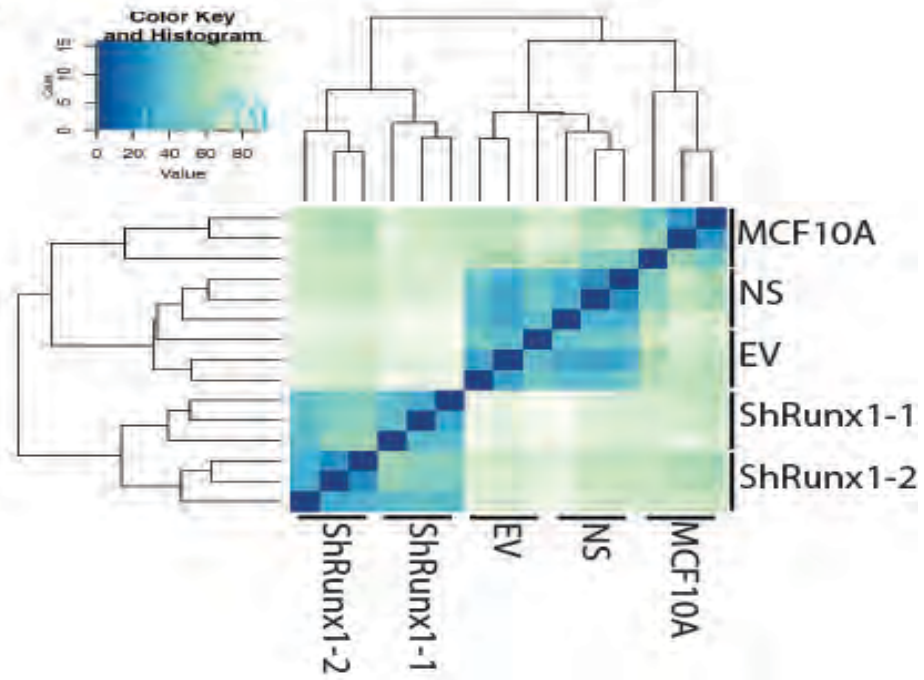 Color Key
and Histogram
0 5 10 15
0 20 40 60 80
Value
MCF10A
NS
EV
ShRunx1-1
ShRunx1-2
ShRunx1-2
ShRunx1-1
EV
NS
MCF10A